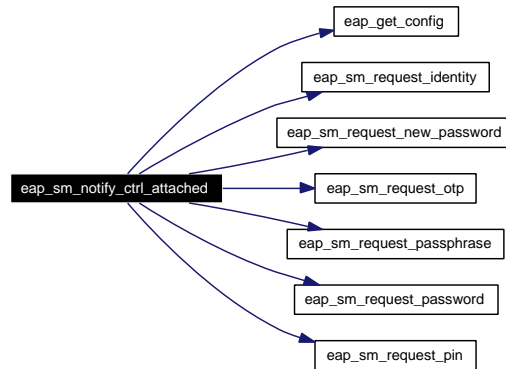 eap_get_config
eap_sm_request_identity
eap_sm_request_new_password
eap_sm_notify_ctrl_attached
eap_sm_request_otp
eap_sm_request_passphrase
eap_sm_request_password
eap_sm_request_pin